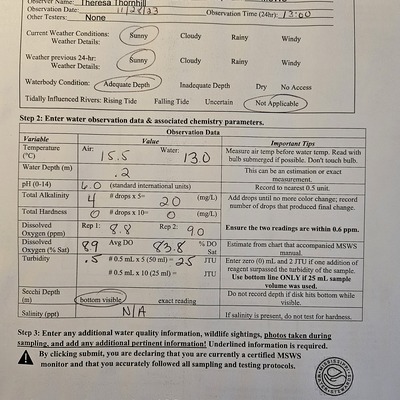 Observer Name: Theresa Thornhill
Observation Date: 11/28/23 Observation Time (24hr): 13:00
Other Testers: None
Current Weather Conditions: Sunny Cloudy Rainy Windy
Weather Details:
Weather previous 24-hr: Sunny Cloudy Rainy Windy
Weather Details:
Waterbody Condition: Adequate Depth Inadequate Depth Dry No Access
Tidally Influenced Rivers: Rising Tide Falling Tide Uncertain Not Applicable
Step 2: Enter water observation data & associated chemistry parameters.
Observation Data
Variable Value Important Tips
Temperature (°C) Air: 15.5 Water: 13.0 Measure air temp before water temp. Read with bulb submerged if possible. Don't touch bulb.
Water Depth (m) .2 This can be an estimation or exact measurement.
pH (0-14) 6.0 (standard international units) Record to nearest 0.5 unit.
Total Alkalinity 4 # drops x 5= 20 (mg/L) Add drops until no more color change; record number of drops that produced final change.
Total Hardness 0 # drops x 10= 0 (mg/L)
Dissolved Oxygen (ppm) Rep 1: 8.8 Rep 2: 9.0 Ensure the two readings are within 0.6 ppm.
Dissolved Oxygen (% Sat) 89 Avg DO 83.8 % DO Sat Estimate from chart that accompanied MSWS manual.
Turbidity .5 # 0.5 mL x 5 (50 ml) = 25 JTU Enter zero (0) mL and 2 JTU if one addition of reagent surpassed the turbidity of the sample.
# 0.5 mL x 10 (25 ml) = JTU Use bottom line ONLY if 25 mL sample volume was used.
Secchi Depth (m) bottom visible exact reading Do not record depth if disk hits bottom while visible.
Salinity (ppt) N/A If salinity is present, do not test for hardness.
Step 3: Enter any additional water quality information, wildlife sightings, photos taken during
sampling, and add any additional pertinent information! Underlined information is required.
By clicking submit, you are declaring that you are currently a certified MSWS
monitor and that you accurately followed all sampling and testing protocols.